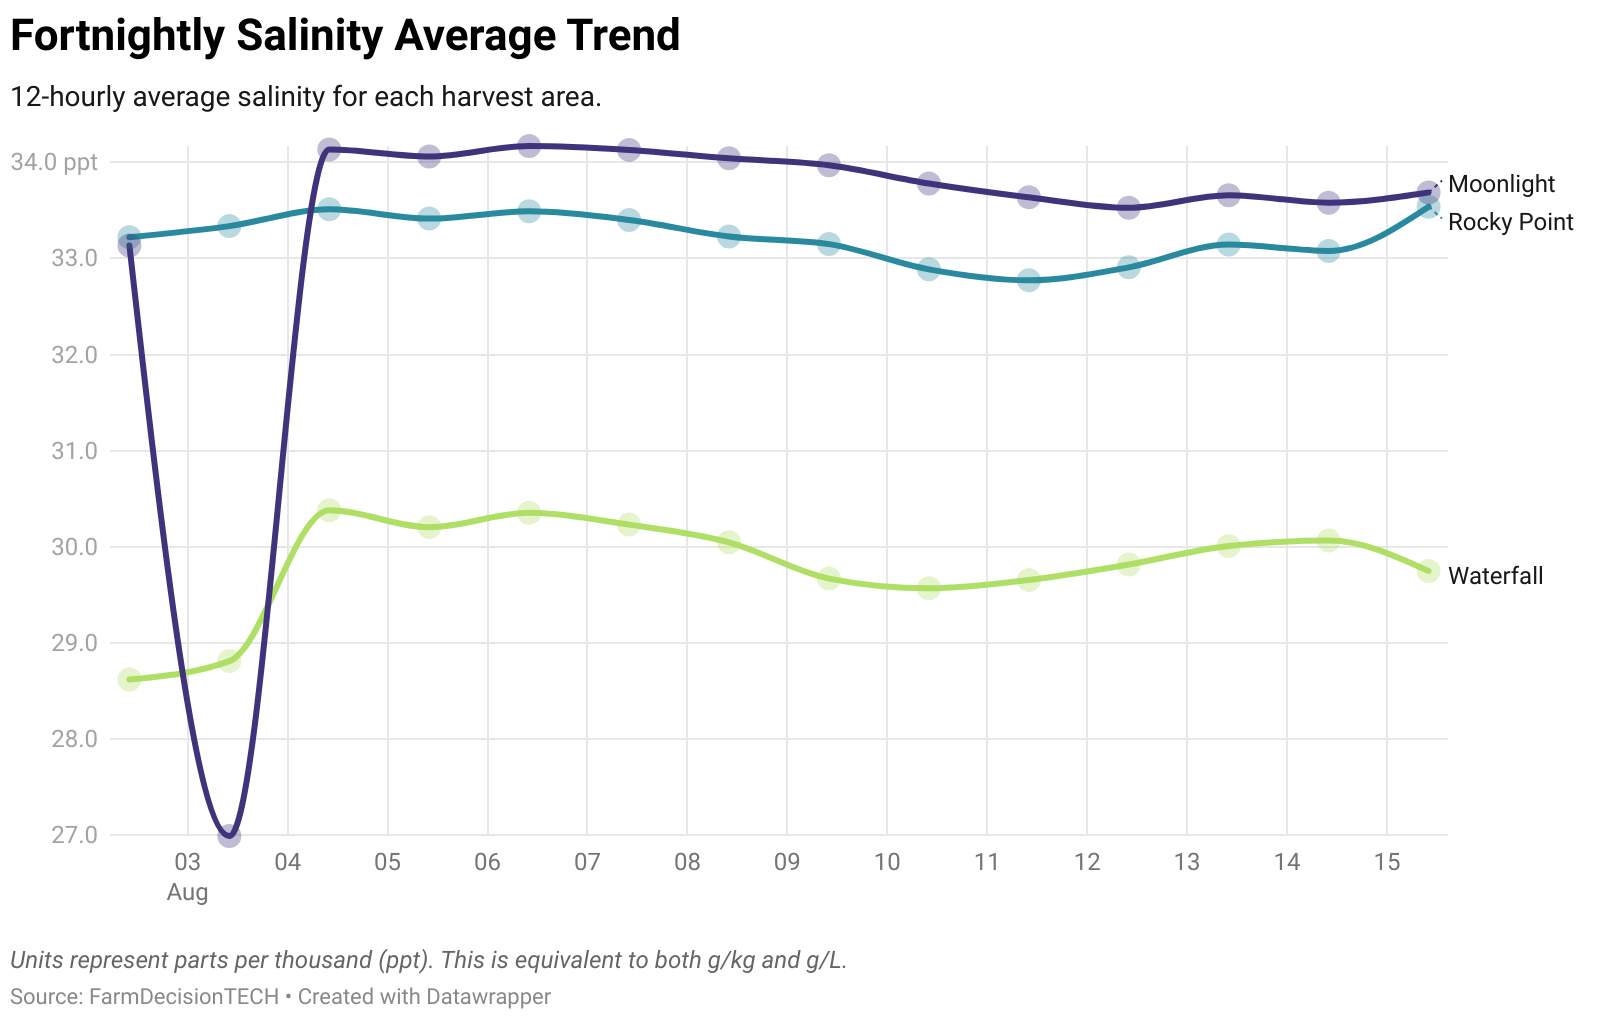 Fortnightly Salinity Average Trend
12-hourly average salinity for each harvest area.
34.0 ppt
33.0
32.0
31.0
30.0
29.0
28.0
27.0
Moonlight
Rocky Point
Waterfall
03 04 05 06 07 08 09 10 11 12 13 14 15
Aug
Units represent parts per thousand (ppt). This is equivalent to both g/kg and g/L.
Source: FarmDecisionTECH • Created with Datawrapper